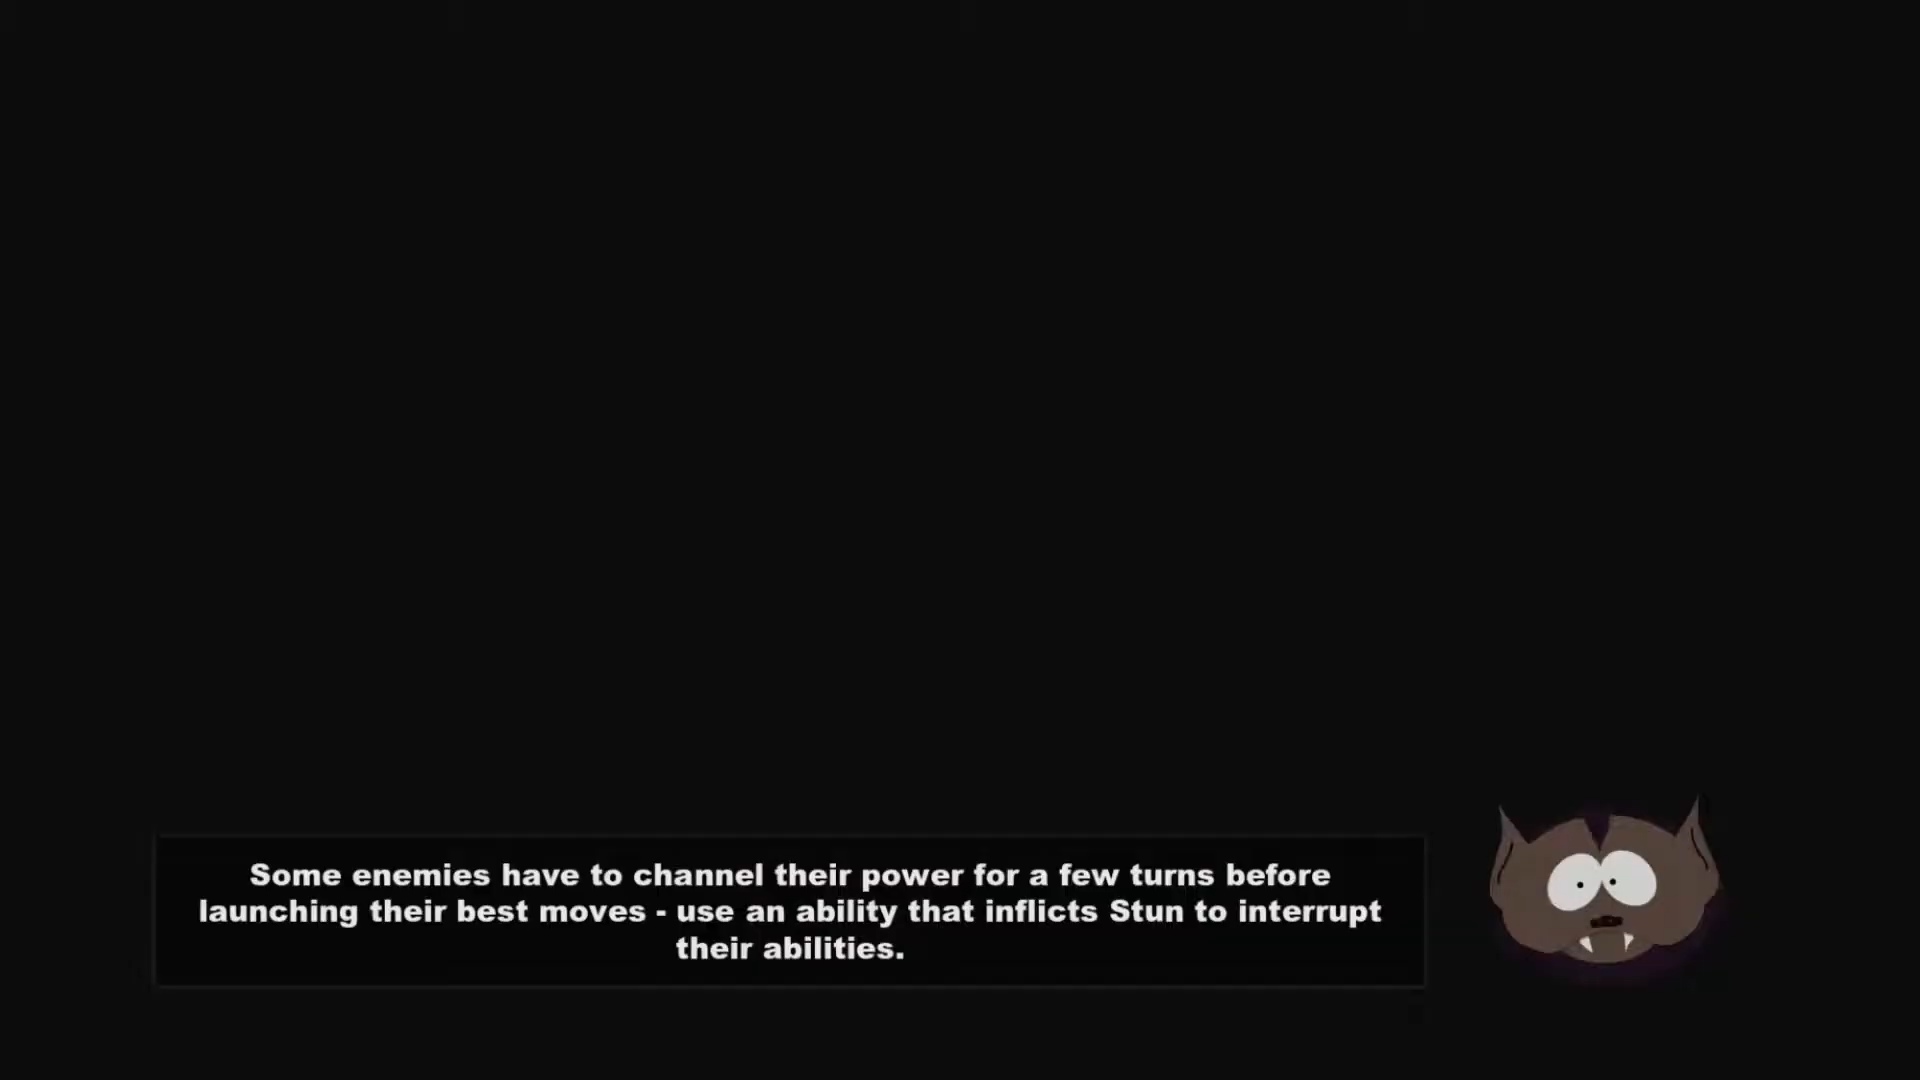 Some enemies have to channel their power for a few turns before
launching their best moves - use an ability that inflicts Stun to interrupt
their abilities.